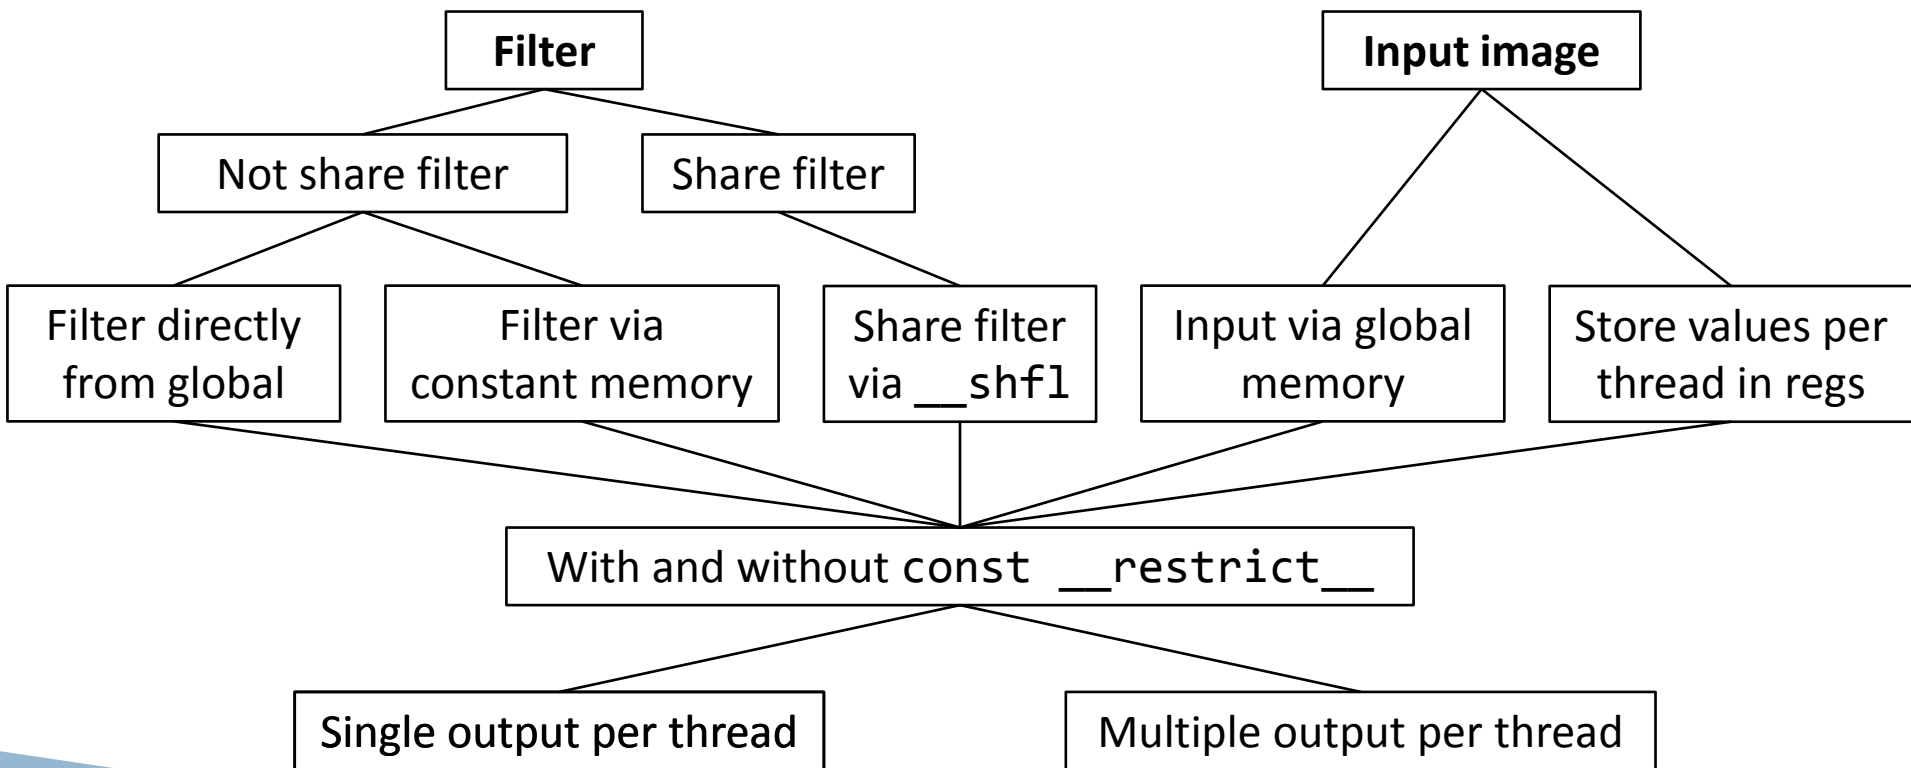 Filter
Input image
Not share filter
Share filter
Filter directly
from global
Filter via
constant memory
Share filter
via __shfl
Input via global
memory
Store values per
thread in regs
With and without const __restrict__
Single output per thread
Multiple output per thread